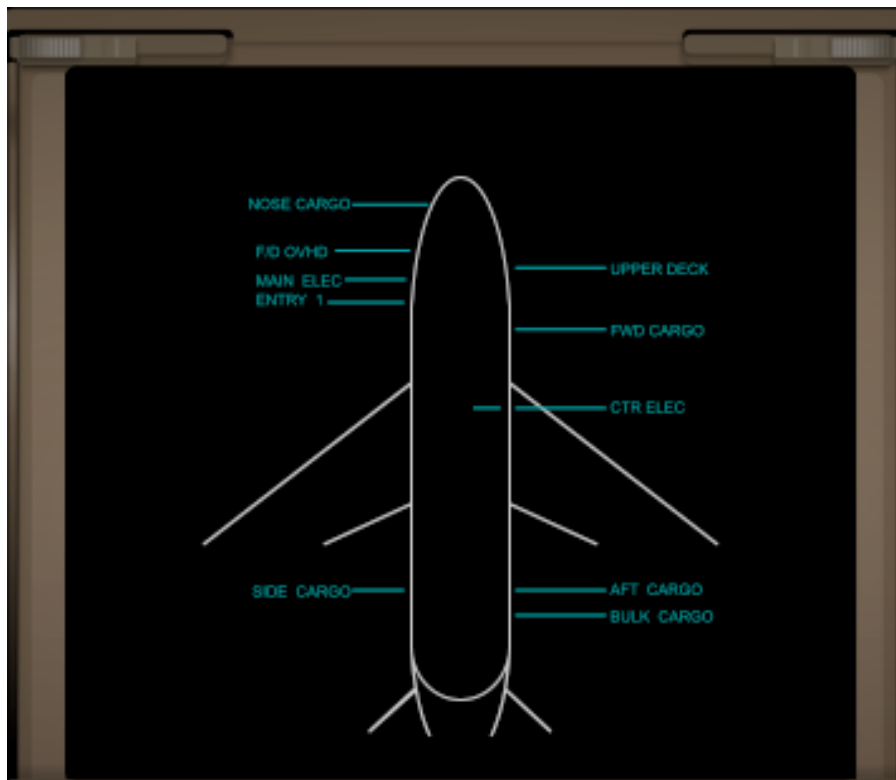 NOSE CARGO
F/D OVHD
MAIN ELEC
ENTRY 1
UPPER DECK
FWD CARGO
CTR ELEC
SIDE CARGO
AFT CARGO
BULK CARGO